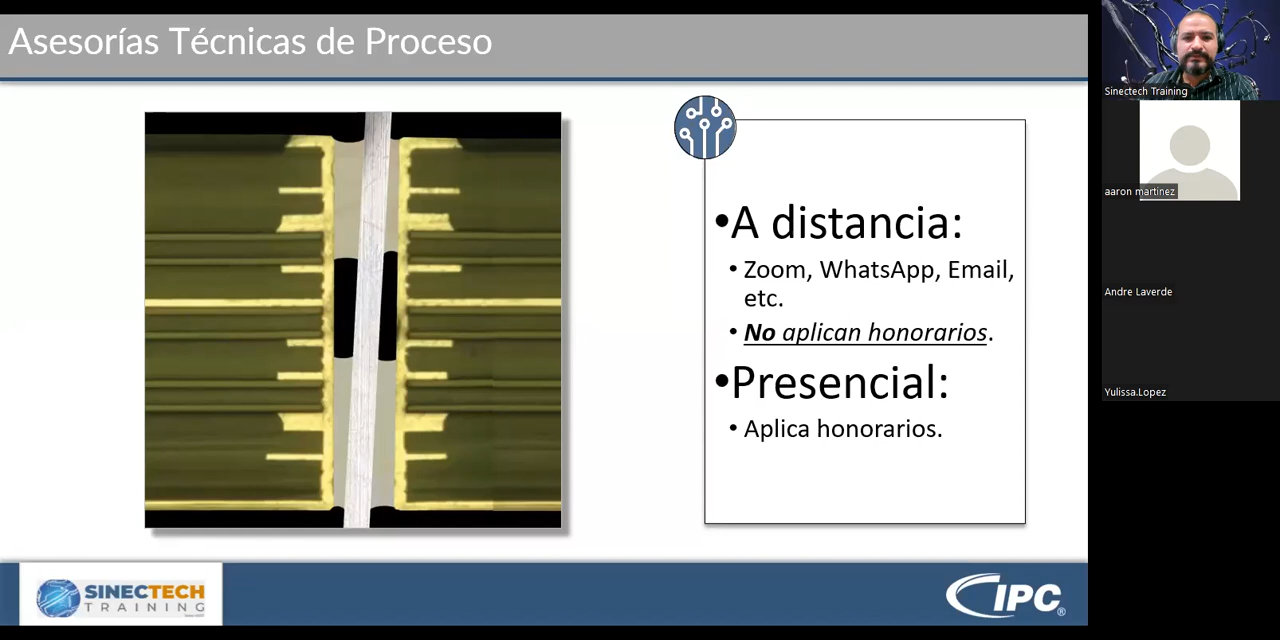 Asesorías Técnicas de Proceso
•A distancia:
• Zoom, WhatsApp, Email,
etc.
• No aplican honorarios.
•Presencial:
• Aplica honorarios.
SINECTECH
TRAINING
IPC®
Sinectech Training
aaron martinez
Andre Laverde
Yulissa.Lopez